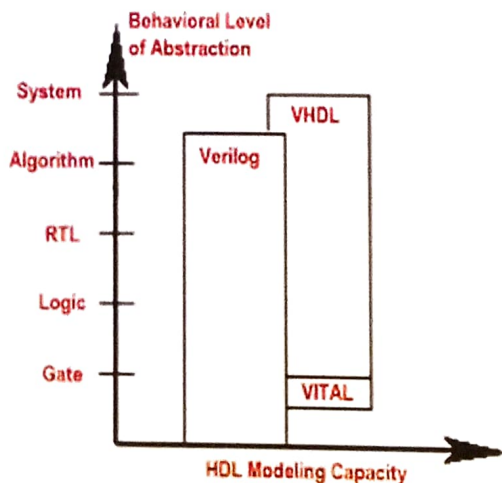 Behavioral Level
of Abstraction
System
VHDL
Verilog
Algorithm
RTL
Logic
Gate
VITAL
HDL Modeling Capacity